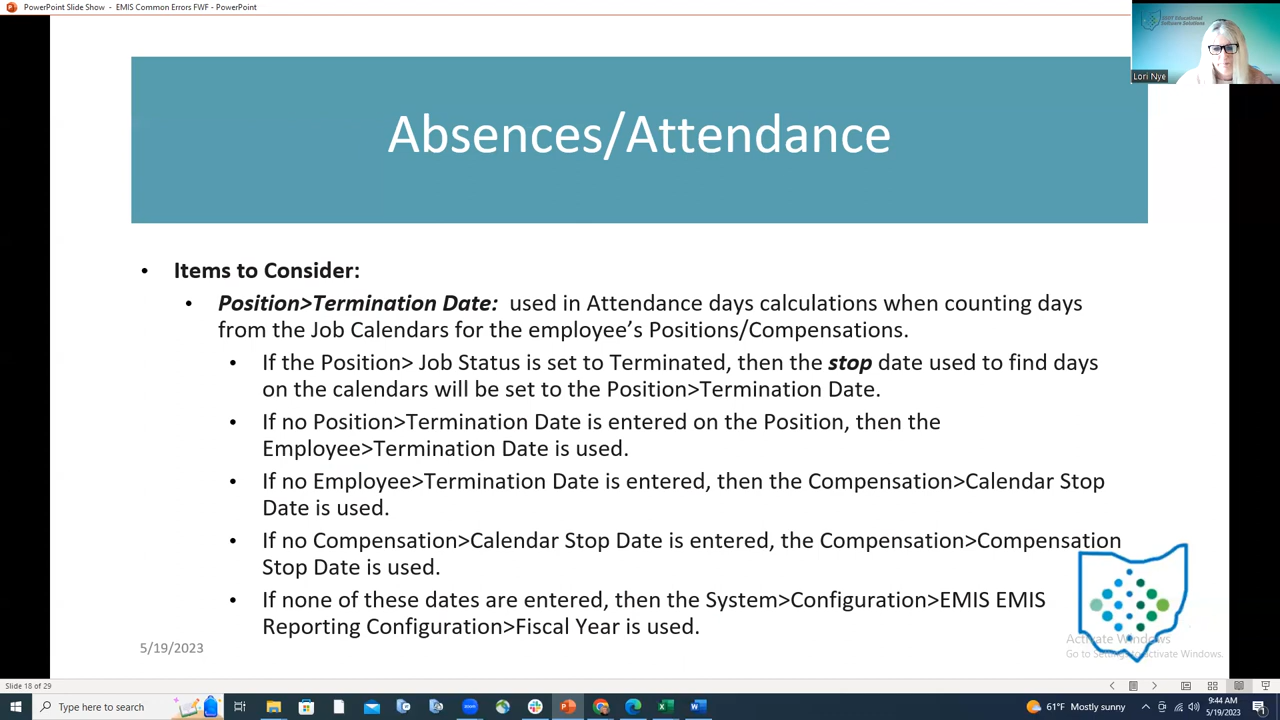 PowerPoint Slide Show - EMIS Common Errors FWF - PowerPoint
Lori Nye
Absences/Attendance
• Items to Consider:
• Position>Termination Date: used in Attendance days calculations when counting days
from the Job Calendars for the employee's Positions/Compensations.
• If the Position> Job Status is set to Terminated, then the stop date used to find days
on the calendars will be set to the Position>Termination Date.
• If no Position>Termination Date is entered on the Position, then the
Employee>Termination Date is used.
• If no Employee>Termination Date is entered, then the Compensation>Calendar Stop
Date is used.
• If no Compensation>Calendar Stop Date is entered, the Compensation>Compensation
Stop Date is used.
• If none of these dates are entered, then the System>Configuration>EMIS EMIS
Reporting Configuration>Fiscal Year is used.
5/19/2023
Activate Windows
Go to Settings to activate Windows.
Slide 18 of 29
Type here to search
61°F Mostly sunny
9:44 AM
5/19/2023